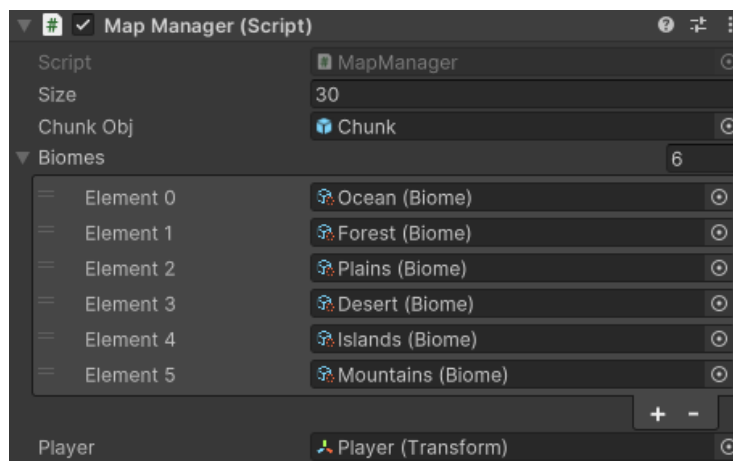 Map Manager (Script)
Script MapManager
Size 30
Chunk Obj Chunk
Biomes 6
Element 0 Ocean (Biome)
Element 1 Forest (Biome)
Element 2 Plains (Biome)
Element 3 Desert (Biome)
Element 4 Islands (Biome)
Element 5 Mountains (Biome)
+ -
Player Player (Transform)